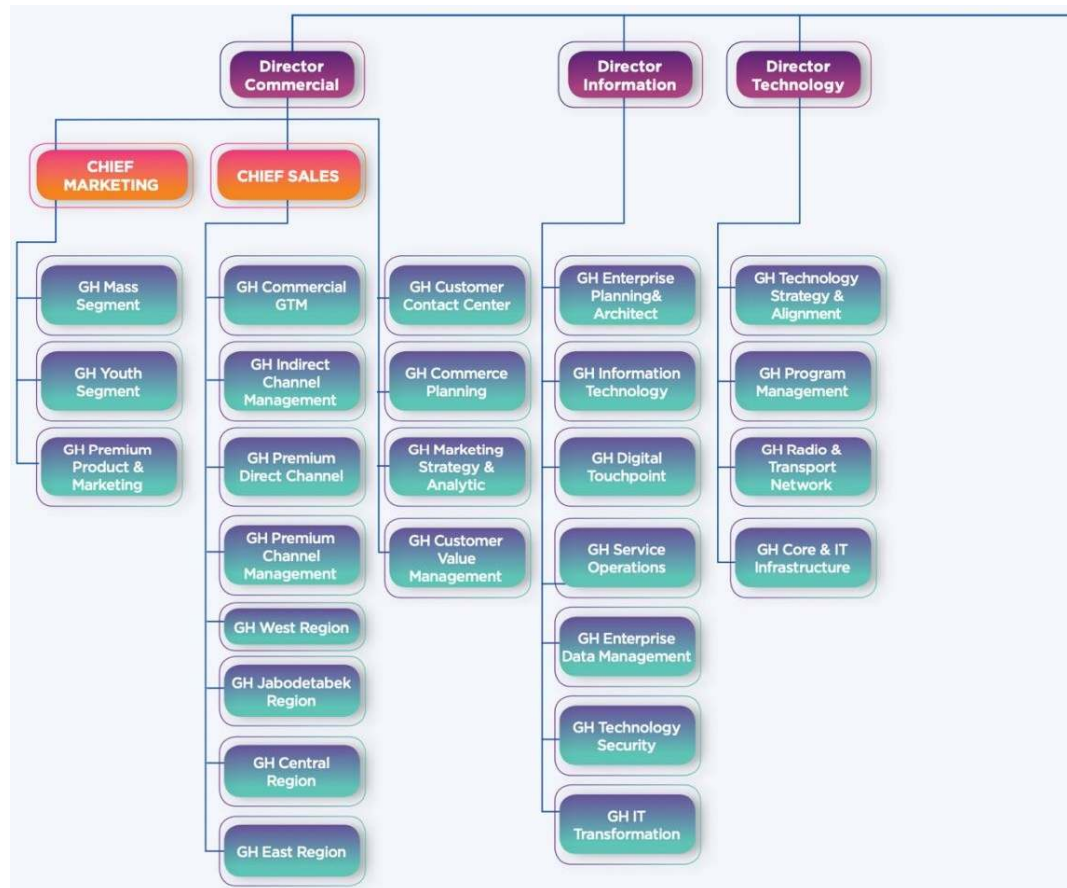 Director
Commercial
Director
Information
Director
Technology
CHIEF
MARKETING
CHIEF SALES
GH Mass
Segment
GH Youth
Segment
GH Premium
Product &
Marketing
GH Commercial
GTM
GH Indirect
Channel
Management
GH Premium
Direct Channel
GH Premium
Channel
Management
GH West Region
GH Jabodetabek
Region
GH Central
Region
GH East Region
GH Customer
Contact Center
GH Commerce
Planning
GH Marketing
Strategy &
Analytic
GH Customer
Value
Management
GH Enterprise
Planning&
Architect
GH Information
Technology
GH Digital
Touchpoint
GH Service
Operations
GH Enterprise
Data Management
GH Technology
Security
GH IT
Transformation
GH Technology
Strategy &
Alignment
GH Program
Management
GH Radio &
Transport
Network
GH Core & IT
Infrastructure